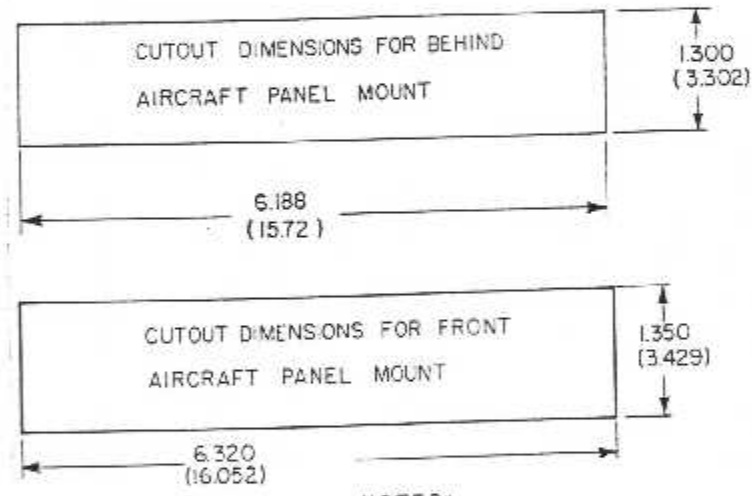 CUTOUT DIMENSIONS FOR BEHIND
AIRCRAFT PANEL MOUNT
1.300
(3.302)
6.188
(15.72)
CUTOUT DIMENSIONS FOR FRONT
AIRCRAFT PANEL MOUNT
1.350
(3.429)
6.320
(16.052)